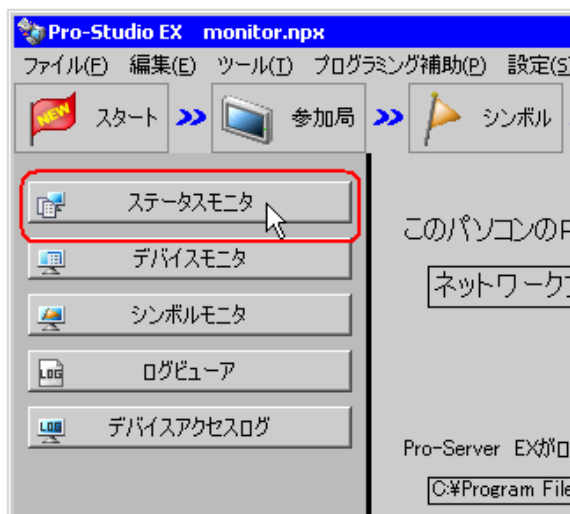 Pro-Studio EX monitor.npx
ファイル(F) 編集(E) ツール(T) プログラミング補助(P) 設定(S)
NEW スタート >> 参加局 >> シンボル
ステータスモニタ
デバイスモニタ
シンボルモニタ
LOG ログビューア
LOG デバイスアクセスログ
このパソコンのP
ネットワーク
Pro-Server EXがロ
C:¥Program File